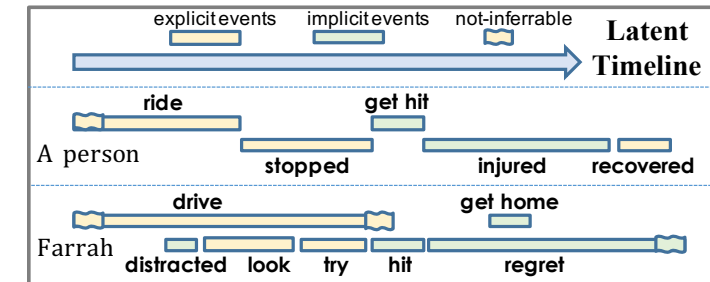 explicit events implicit events not-inferrable
Latent
Timeline
ride get hit
A person
stopped injured recovered
drive get home
Farrah
distracted look try hit regret